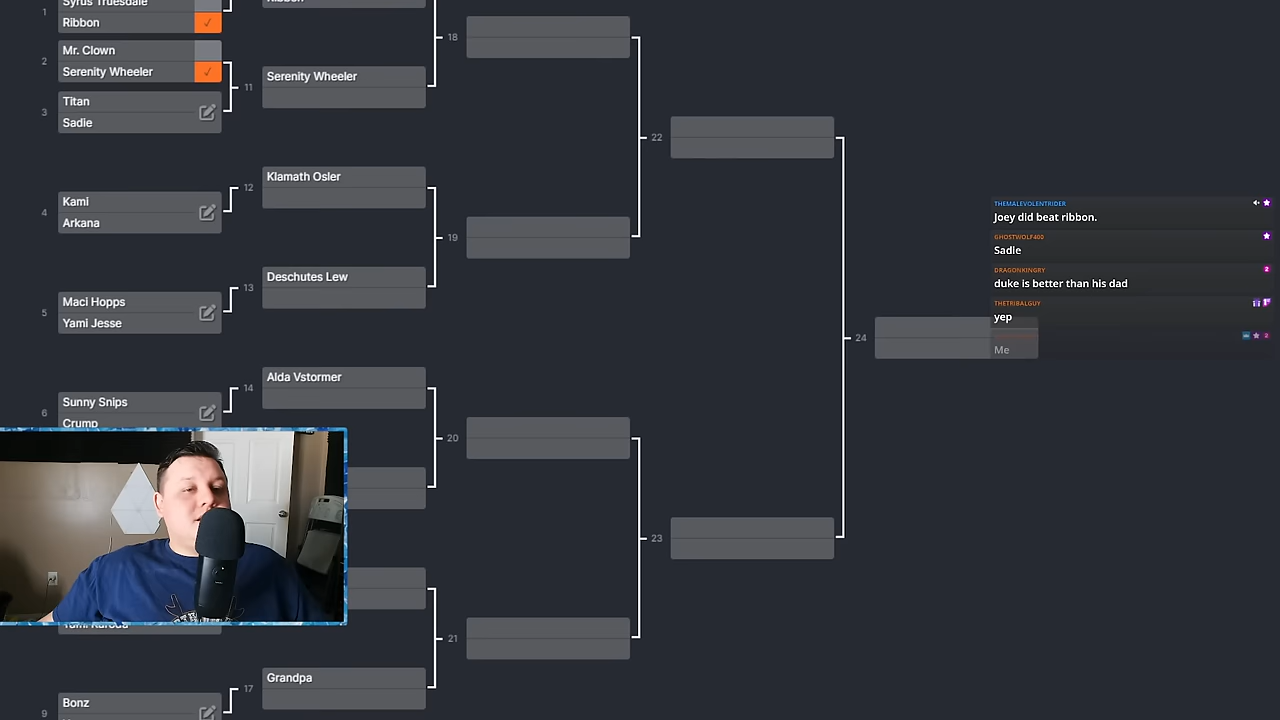 1
Syrus Truesdale
Ribbon
Ribbon
2
Mr. Clown
Serenity Wheeler
11
Serenity Wheeler
18
3
Titan
Sadie
22
4
Kami
Arkana
12
Klamath Osler
19
5
Maci Hopps
Yami Jesse
13
Deschutes Lew
6
Sunny Snips
Crump
14
Alda Vstormer
20
24
23
21
9
Bonz
17
Grandpa
THEMALEVOLENTRIDER
Joey did beat ribbon.
GHOSTWOLF400
Sadie
DRAGONKINGRY
duke is better than his dad
THETRIBALGUY
yep
Me